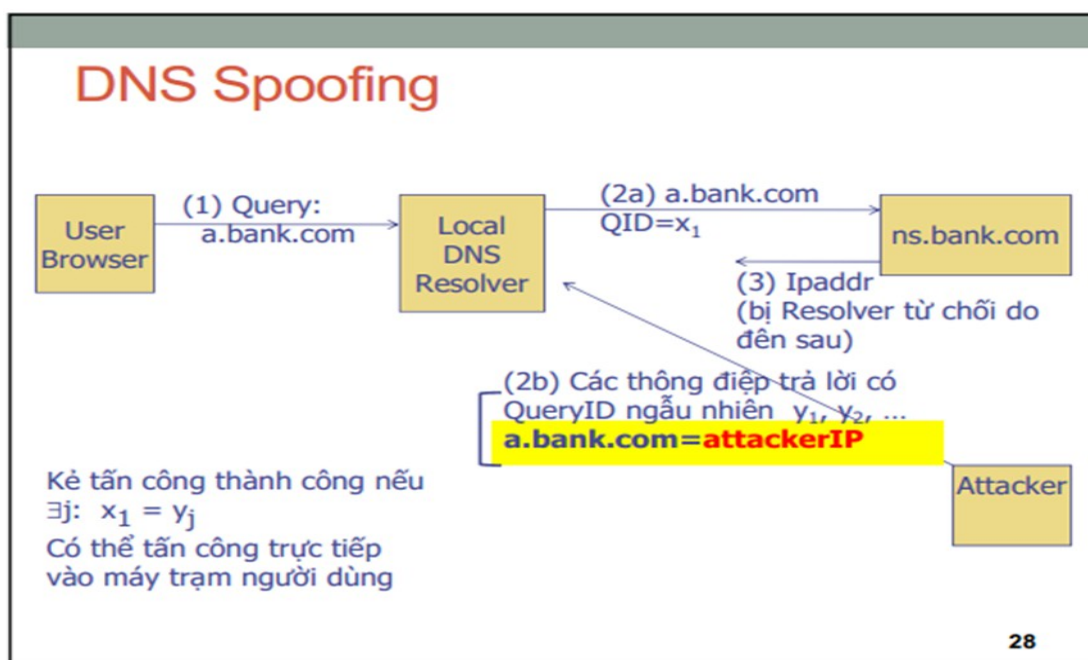 DNS Spoofing
User
Browser
(1) Query:
a.bank.com
Local
DNS
Resolver
(2a) a.bank.com
QID=x₁
ns.bank.com
(3) Ipaddr
(bị Resolver từ chối do
đên sau)
(2b) Các thông điệp trả lời có
QueryID ngẫu nhiên y₁, y₂, ...
a.bank.com=attackerIP
Attacker
Kẻ tấn công thành công nếu
∃j: x₁ = yⱼ
Có thể tấn công trực tiếp
vào máy trạm người dùng
28